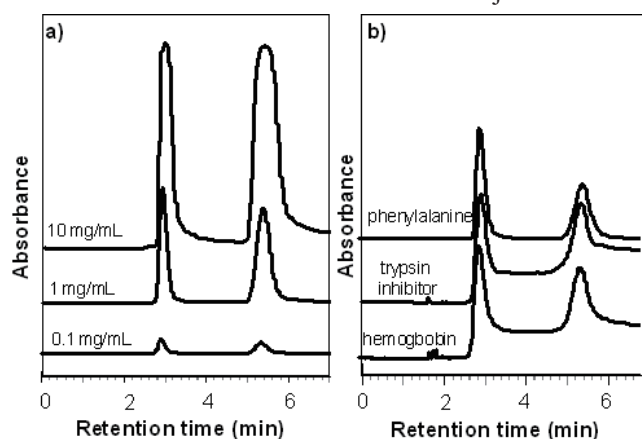 a)
Absorbance
10 mg/mL
1 mg/mL
0.1 mg/mL
0 2 4 6
Retention time (min)
b)
Absorbance
phenylalanine
trypsin
inhibitor
hemogbobin
0 2 4 6
Retention time (min)